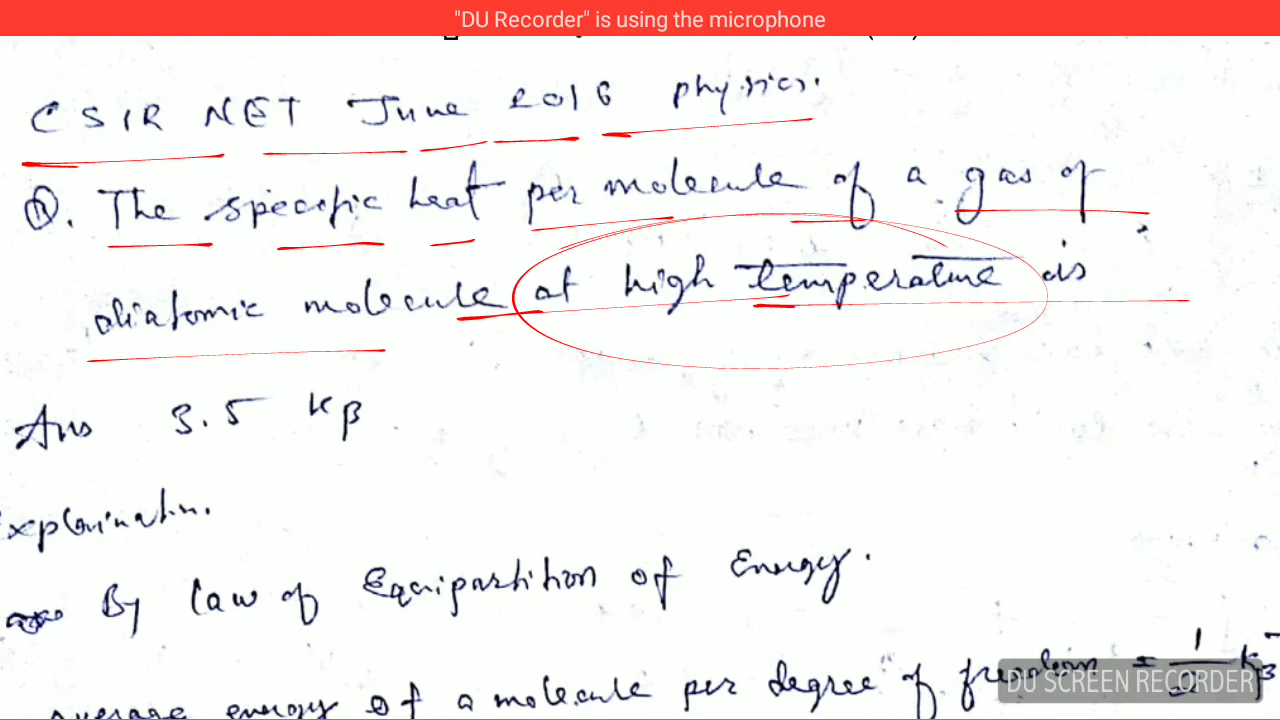 "DU Recorder" is using the microphone
CSIR NET June 2016 physics.
Q. The specific heat per molecule of a gas of
diatomic molecule at high temperature is
Ans 3.5 kB
Explanation.
By law of Equipartition of Energy.
average energy of a molecule per degree of freedom = 1/2 kBT
DU SCREEN RECORDER